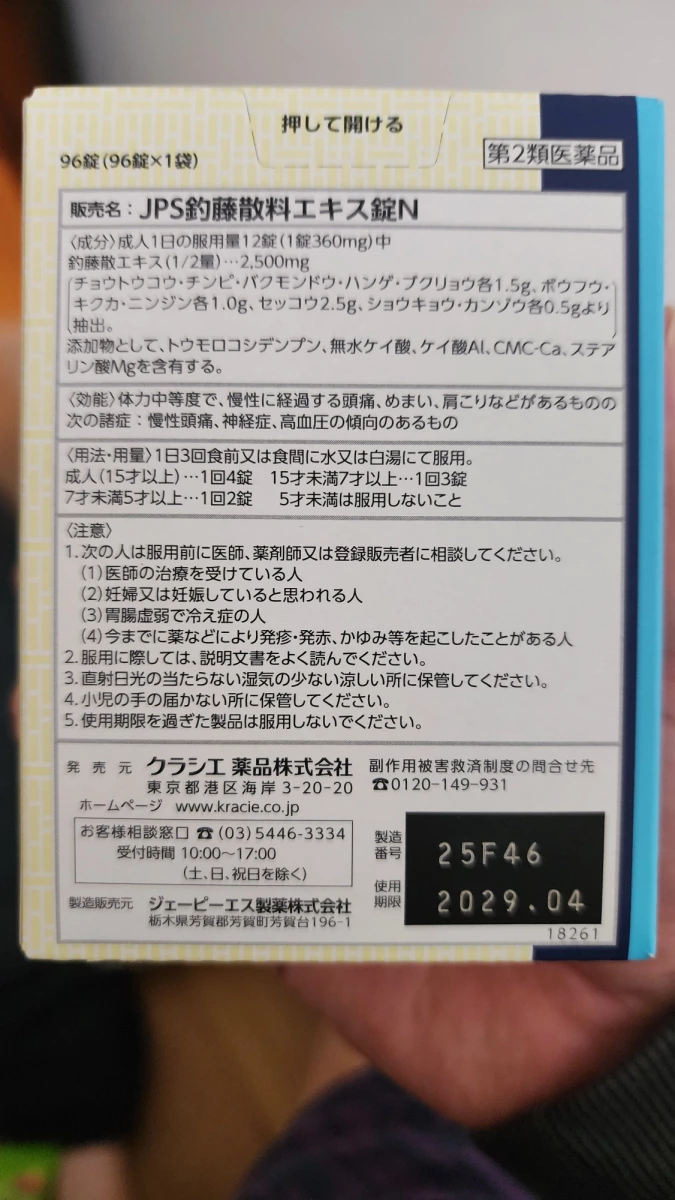 押して開ける
96錠(96錠×1袋)
第2類医薬品
販売名：JPS釣藤散料エキス錠N
〈成分〉成人1日の服用量12錠(1錠360mg)中
釣藤散エキス(1/2量)…2,500mg
(チョウトウコウ・チンピ・バクモンドウ・ハンゲ・ブクリョウ各1.5g、ボウフウ・
キクカ・ニンジン各1.0g、セッコウ2.5g、ショウキョウ・カンゾウ各0.5gより)
抽出。
添加物として、トウモロコシデンプン、無水ケイ酸、ケイ酸Al、CMC-Ca、ステア
リン酸Mgを含有する。
〈効能〉体力中等度で、慢性に経過する頭痛、めまい、肩こりなどがあるものの
次の諸症：慢性頭痛、神経症、高血圧の傾向のあるもの
〈用法・用量〉1日3回食前又は食間に水又は白湯にて服用。
成人(15才以上)…1回4錠　15才未満7才以上…1回3錠
7才未満5才以上…1回2錠　5才未満は服用しないこと
〈注意〉
1.次の人は服用前に医師、薬剤師又は登録販売者に相談してください。
(1)医師の治療を受けている人
(2)妊婦又は妊娠していると思われる人
(3)胃腸虚弱で冷え症の人
(4)今までに薬などにより発疹・発赤、かゆみ等を起こしたことがある人
2.服用に際しては、説明文書をよく読んでください。
3.直射日光の当たらない湿気の少ない涼しい所に保管してください。
4.小児の手の届かない所に保管してください。
5.使用期限を過ぎた製品は服用しないでください。
発売元 クラシエ薬品株式会社
東京都港区海岸3-20-20
ホームページ www.kracie.co.jp
お客様相談窓口 ☎(03)5446-3334
受付時間 10:00～17:00
(土、日、祝日を除く)
製造販売元 ジェーピーエス製薬株式会社
栃木県芳賀郡芳賀町芳賀台196-1
副作用被害救済制度の問合せ先
☎0120-149-931
製造番号 25F46
使用期限 2029.04
18261